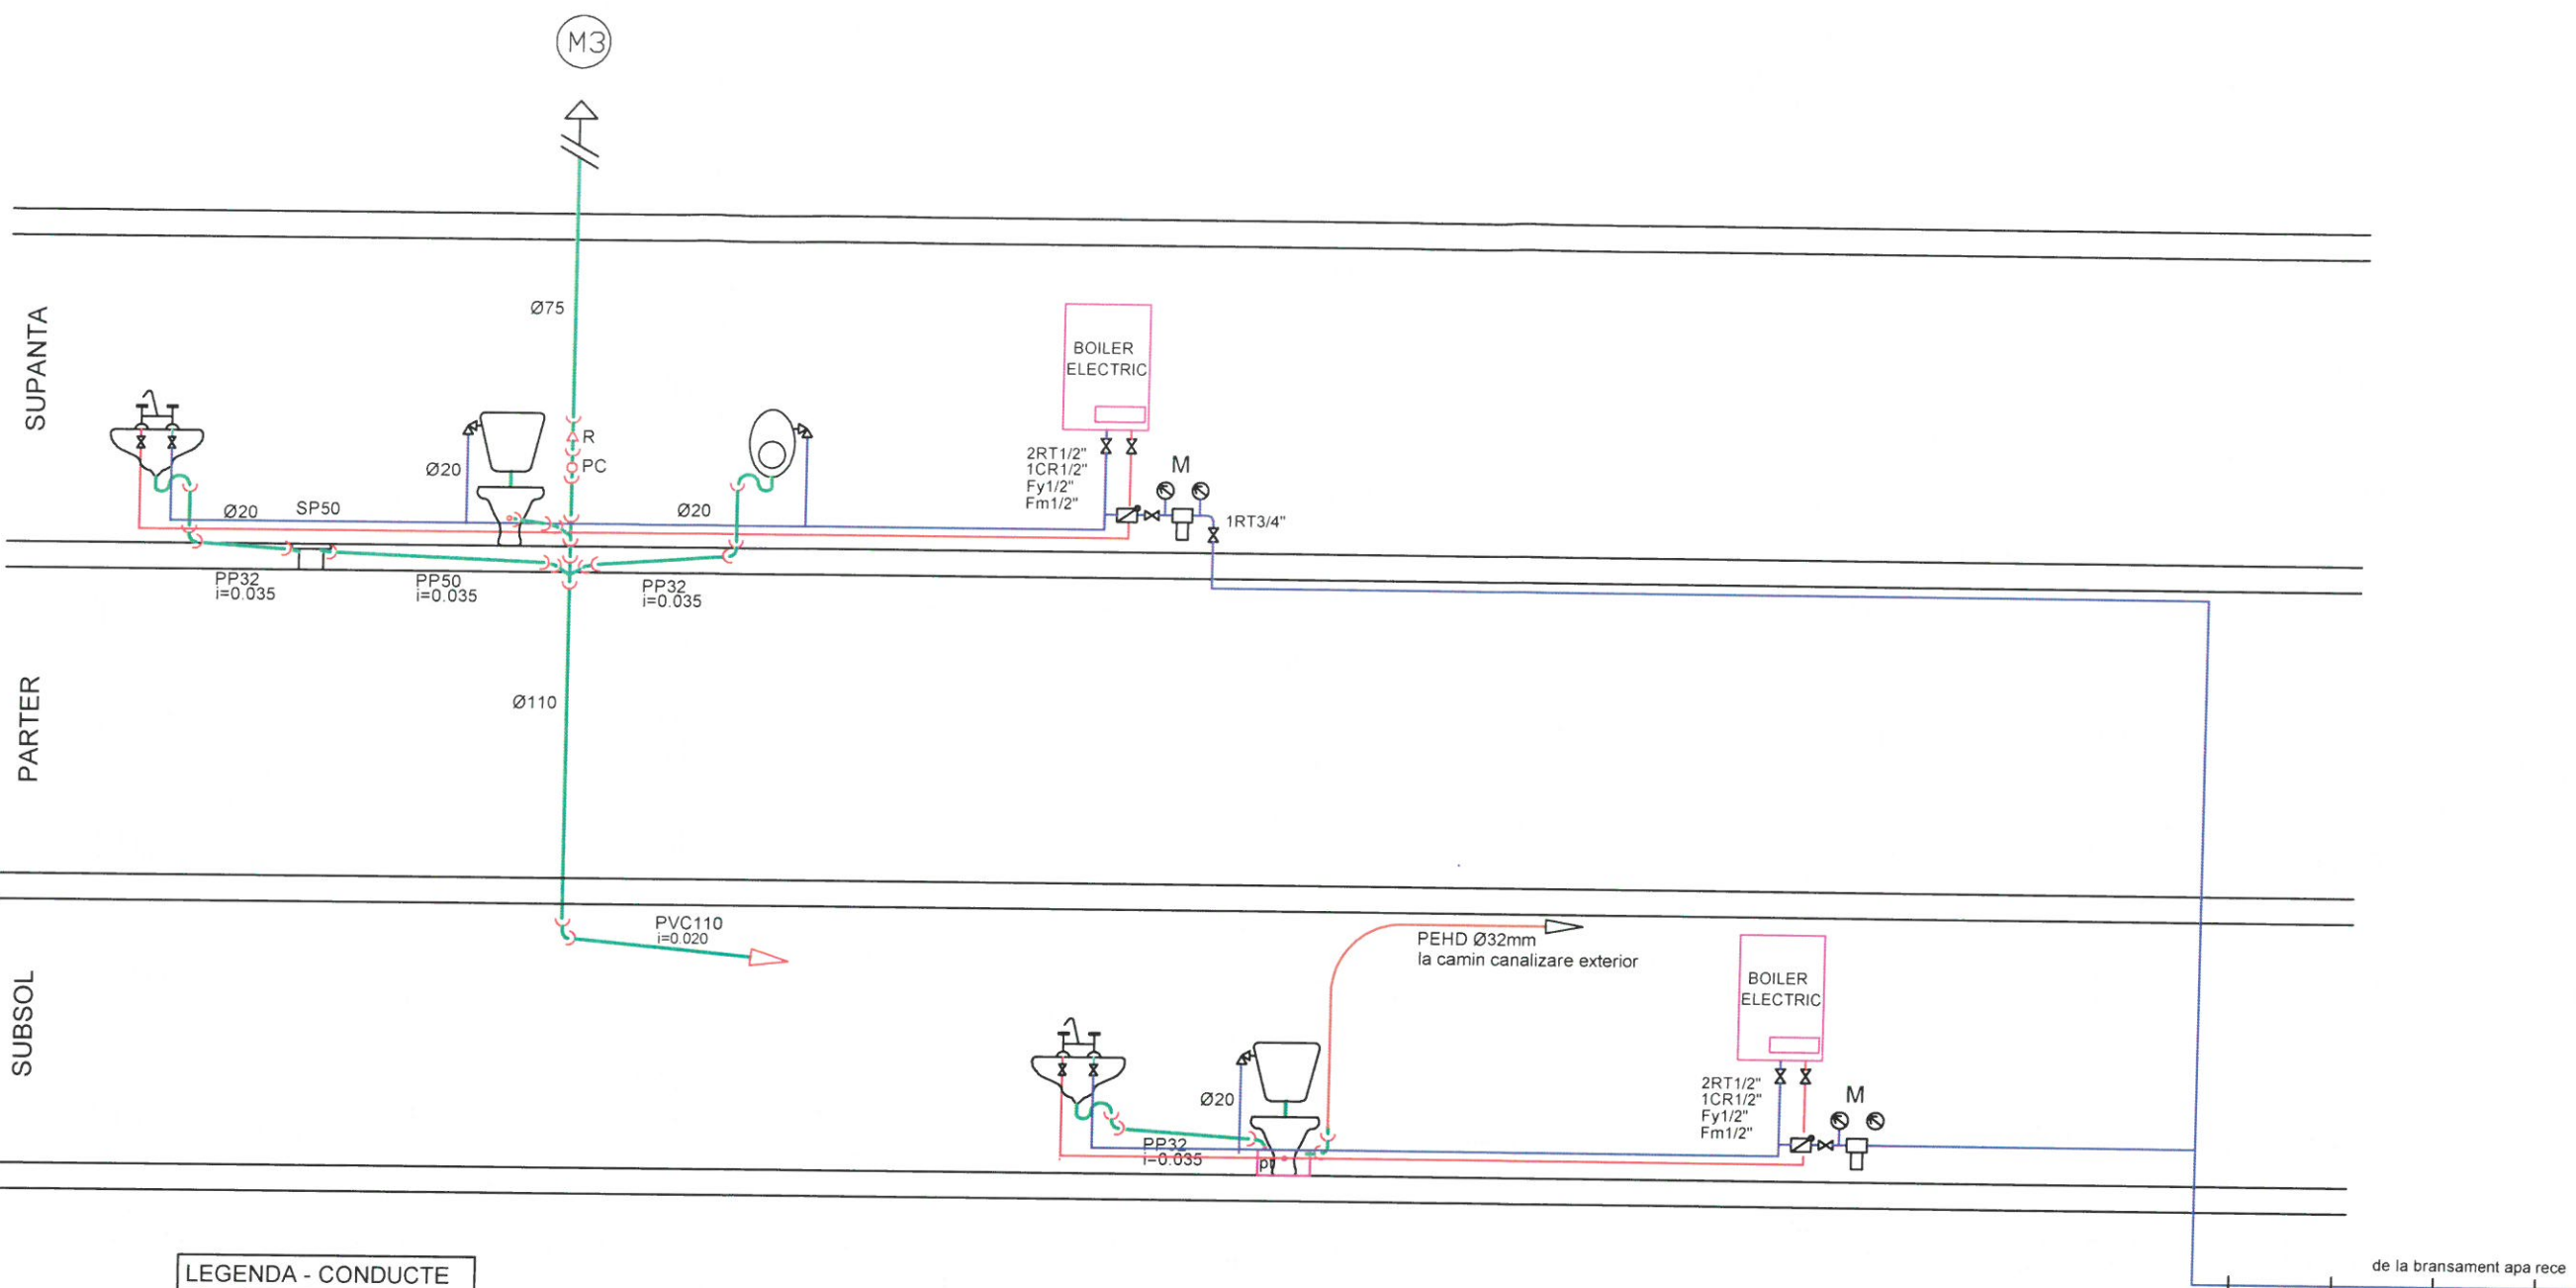 M3
SUPANTA
Ø75
BOILER
ELECTRIC
R
PC
Ø20
2RT1/2"
1CR1/2"
Fy1/2"
Fm1/2"
M
1RT3/4"
Ø20
SP50
Ø20
PP32
i=0.035
PP50
i=0.035
PP32
i=0.035
PARTER
Ø110
SUBSOL
PVC110
i=0.020
PEHD Ø32mm
la camin canalizare exterior
BOILER
ELECTRIC
2RT1/2"
1CR1/2"
Fy1/2"
Fm1/2"
M
Ø20
PP32
i=0.035
LEGENDA - CONDUCTE
de la bransament apa rece